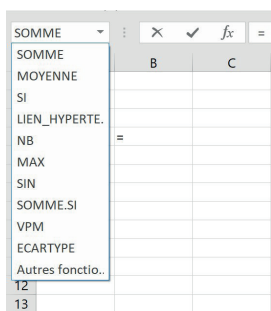 SOMME fx =
B C
SOMME
MOYENNE
SI
LIEN_HYPERTE.
NB
=
MAX
SIN
SOMME.SI
VPM
ECARTYPE
Autres fonctio..
12
13